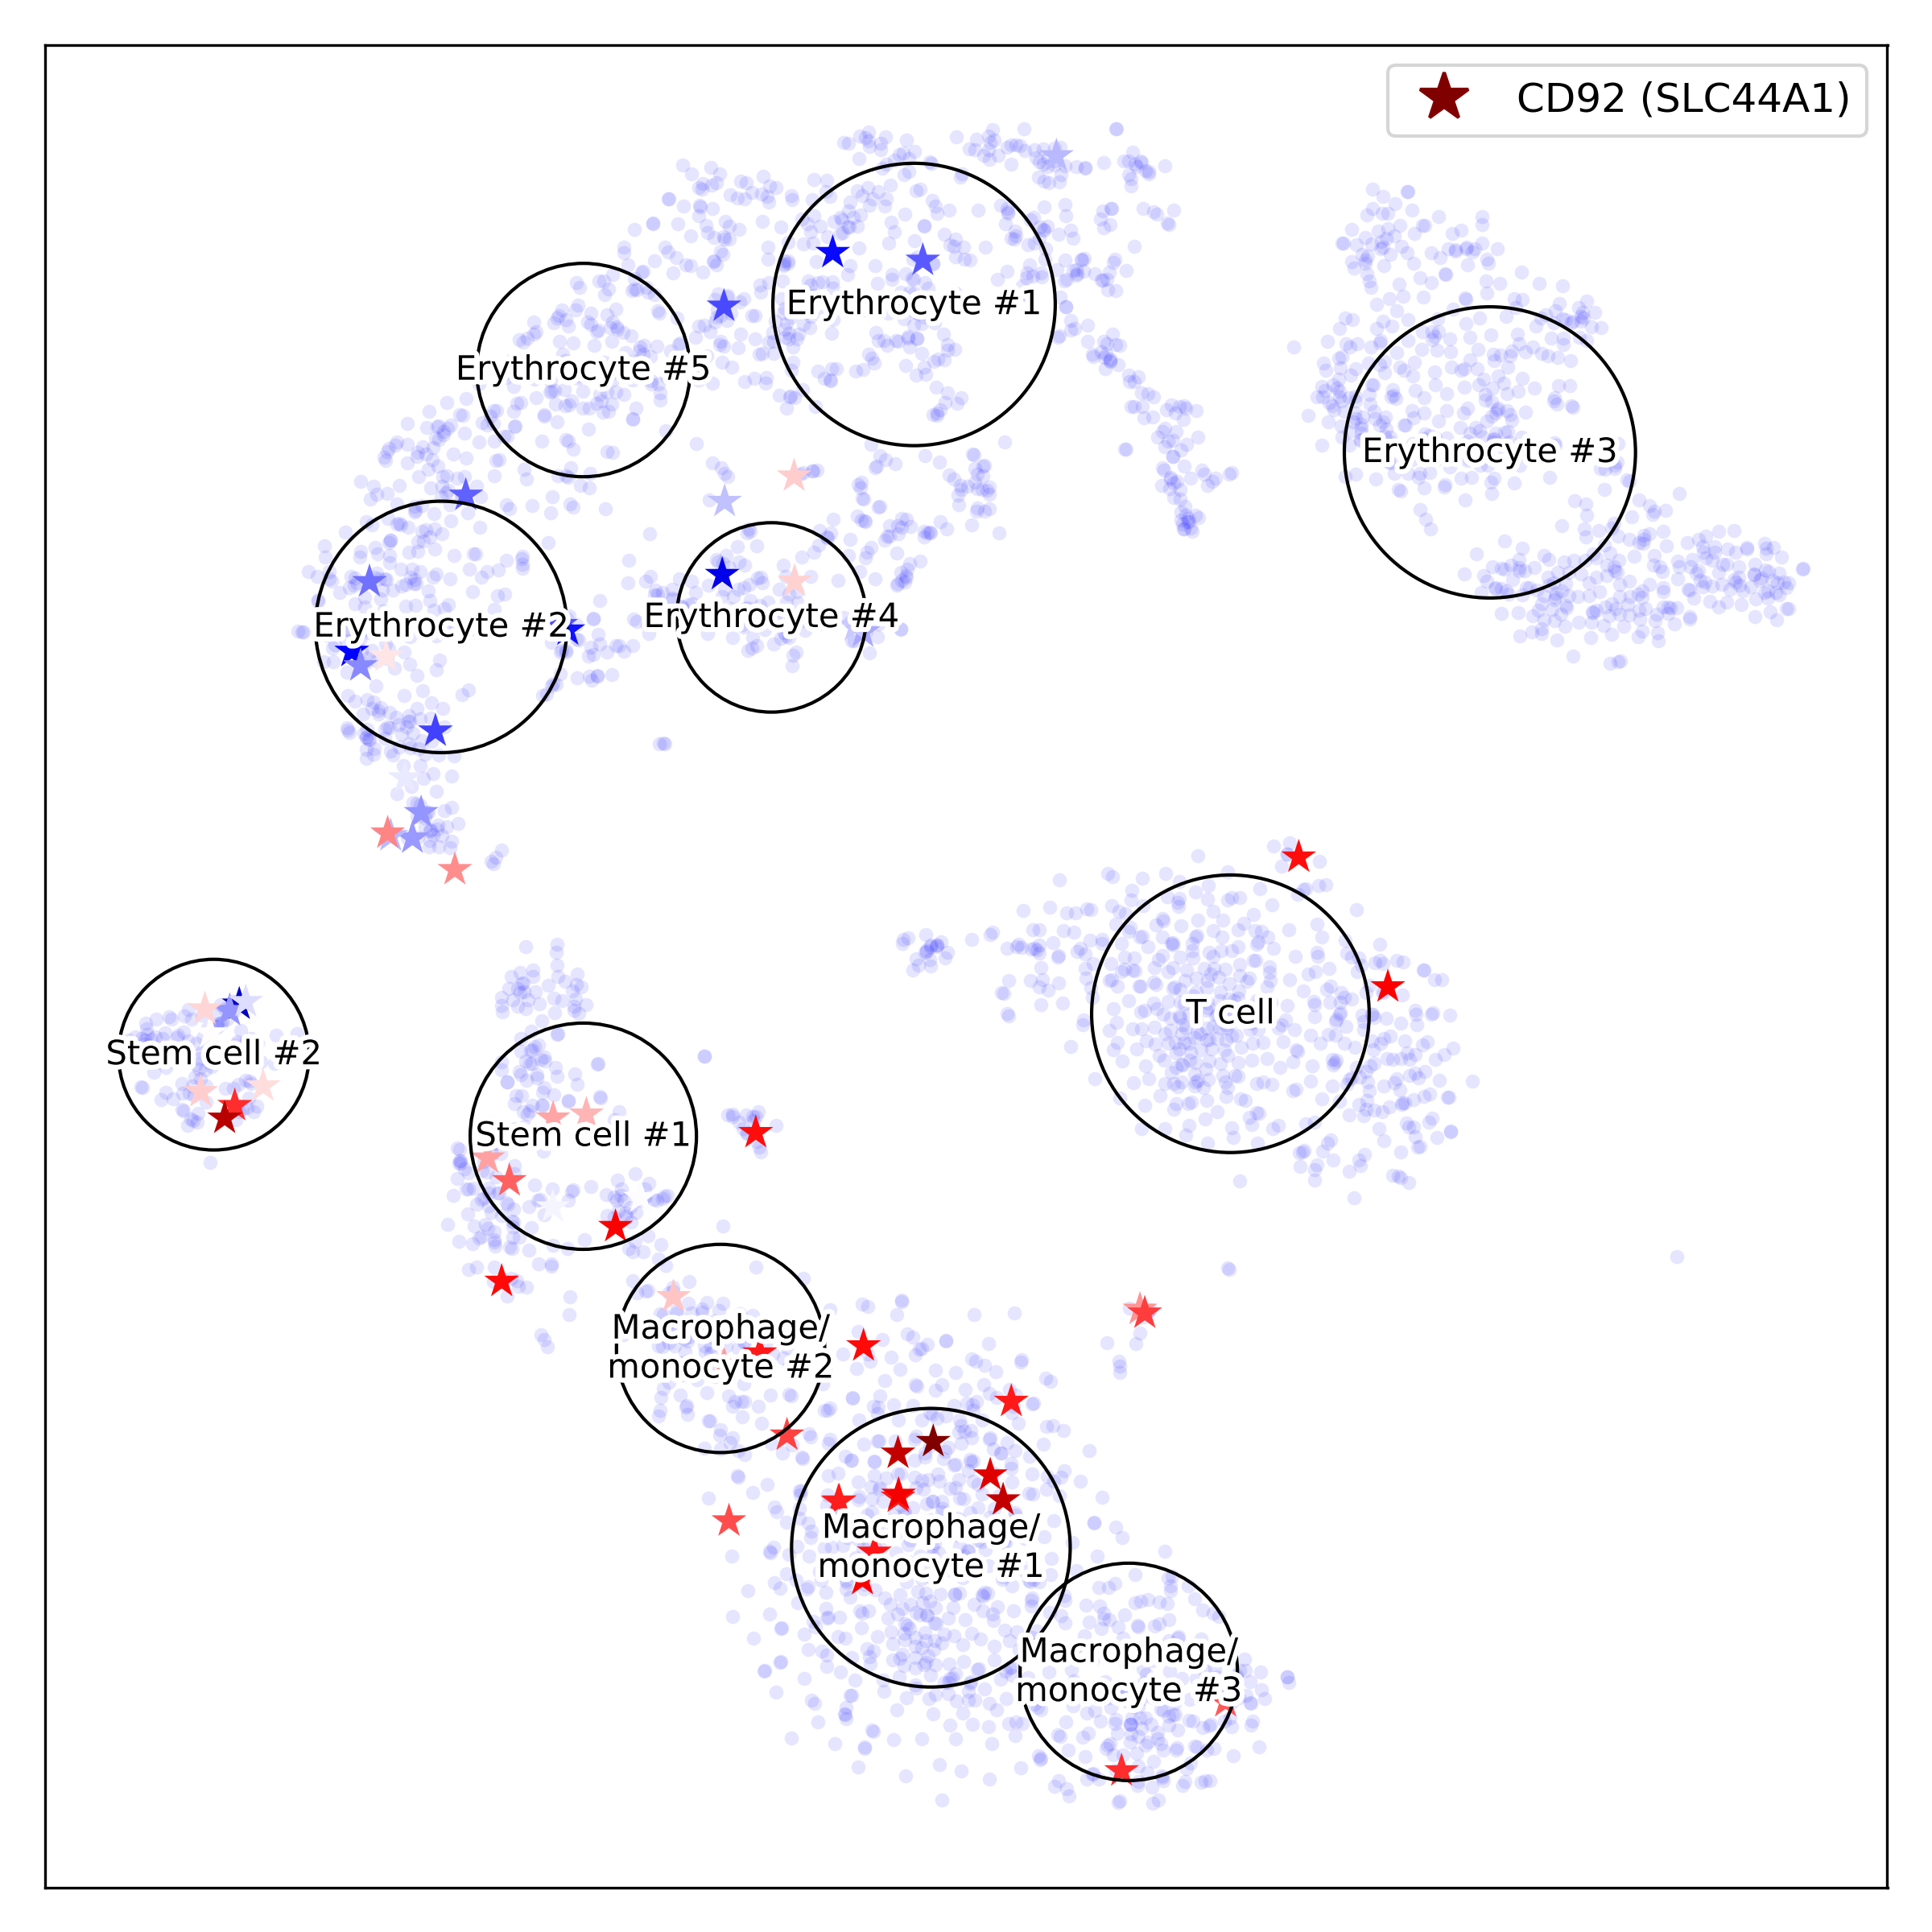 CD92 (SLC44A1)
Erythrocyte #1
Erythrocyte #5
Erythrocyte #3
Erythrocyte #4
Erythrocyte #2
T cell
Stem cell #2
Stem cell #1
Macrophage/
monocyte #2
Macrophage/
monocyte #1
Macrophage/
monocyte #3